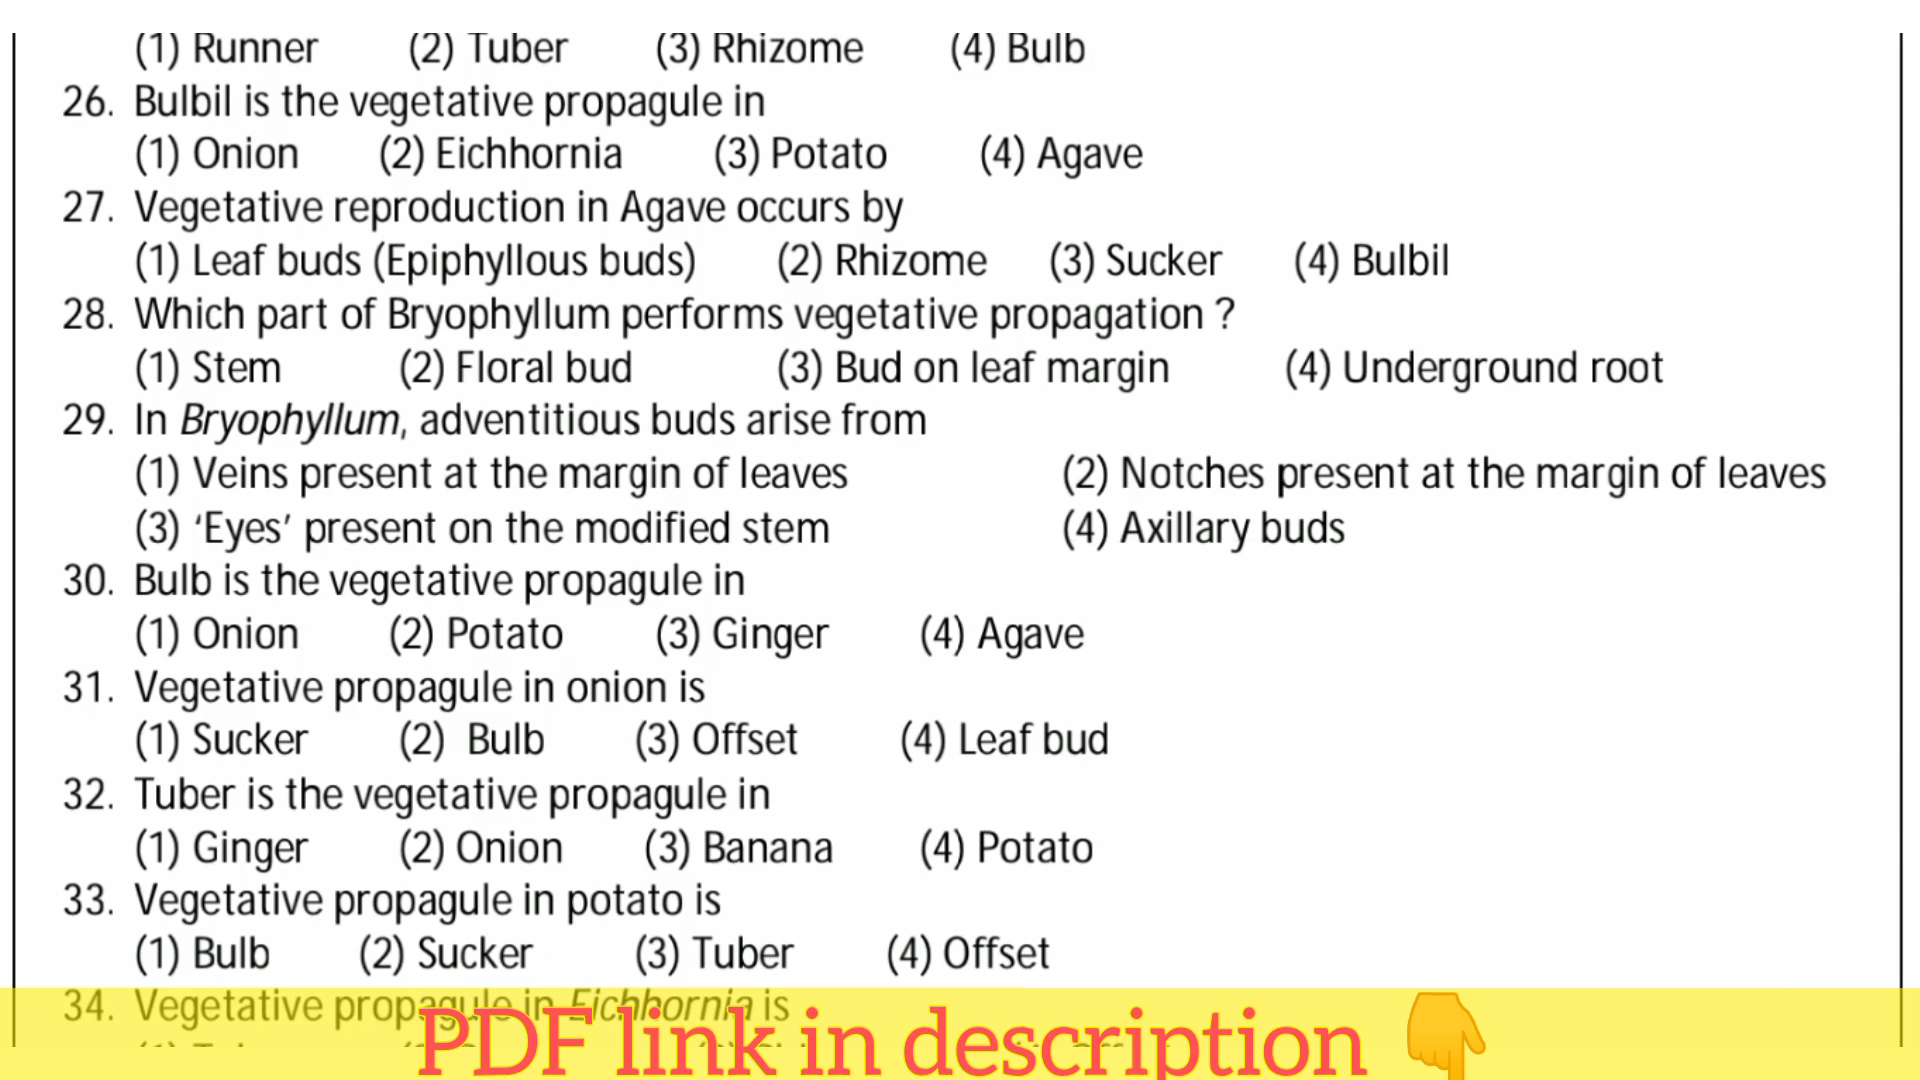 (1) Runner (2) Tuber (3) Rhizome (4) Bulb
26. Bulbil is the vegetative propagule in
(1) Onion (2) Eichhornia (3) Potato (4) Agave
27. Vegetative reproduction in Agave occurs by
(1) Leaf buds (Epiphyllous buds) (2) Rhizome (3) Sucker (4) Bulbil
28. Which part of Bryophyllum performs vegetative propagation ?
(1) Stem (2) Floral bud (3) Bud on leaf margin (4) Underground root
29. In Bryophyllum, adventitious buds arise from
(1) Veins present at the margin of leaves (2) Notches present at the margin of leaves
(3) ‘Eyes’ present on the modified stem (4) Axillary buds
30. Bulb is the vegetative propagule in
(1) Onion (2) Potato (3) Ginger (4) Agave
31. Vegetative propagule in onion is
(1) Sucker (2) Bulb (3) Offset (4) Leaf bud
32. Tuber is the vegetative propagule in
(1) Ginger (2) Onion (3) Banana (4) Potato
33. Vegetative propagule in potato is
(1) Bulb (2) Sucker (3) Tuber (4) Offset
34. Vegetative propagule in Eichhornia is
PDF link in description